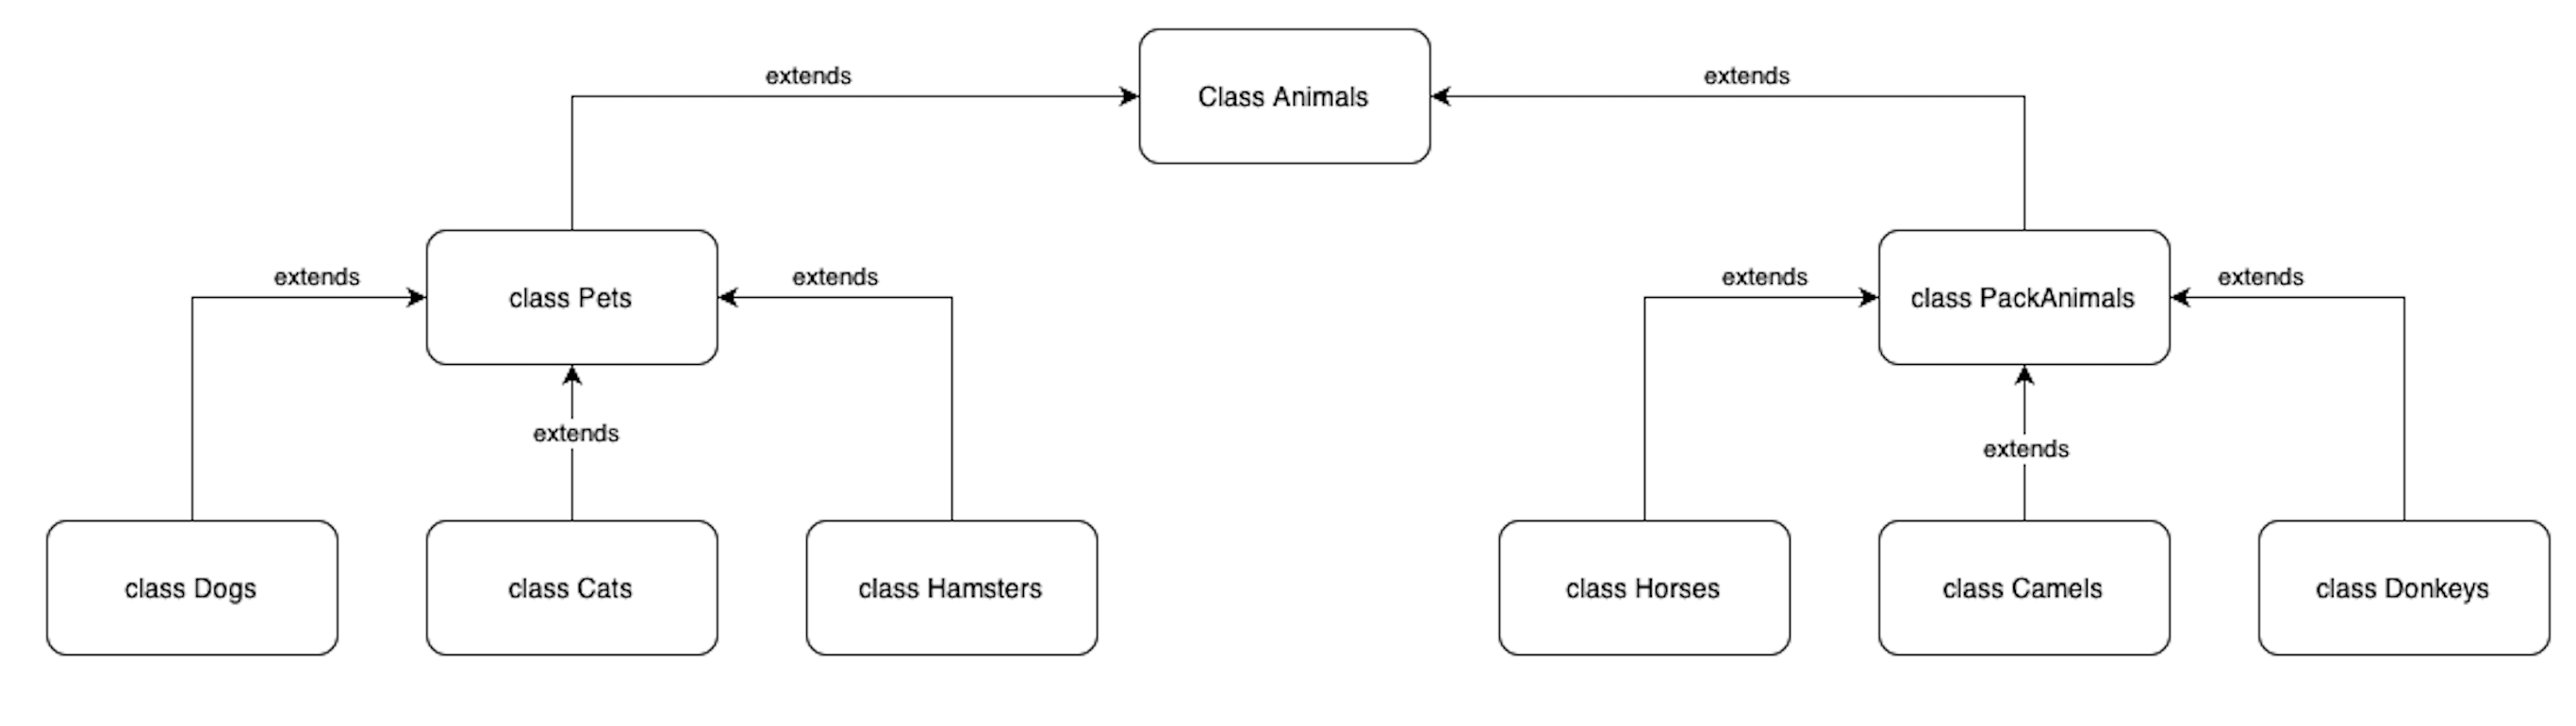 extends
Class Animals
extends
extends
class Pets
extends
extends
class PackAnimals
extends
extends
extends
class Dogs
class Cats
class Hamsters
class Horses
class Camels
class Donkeys